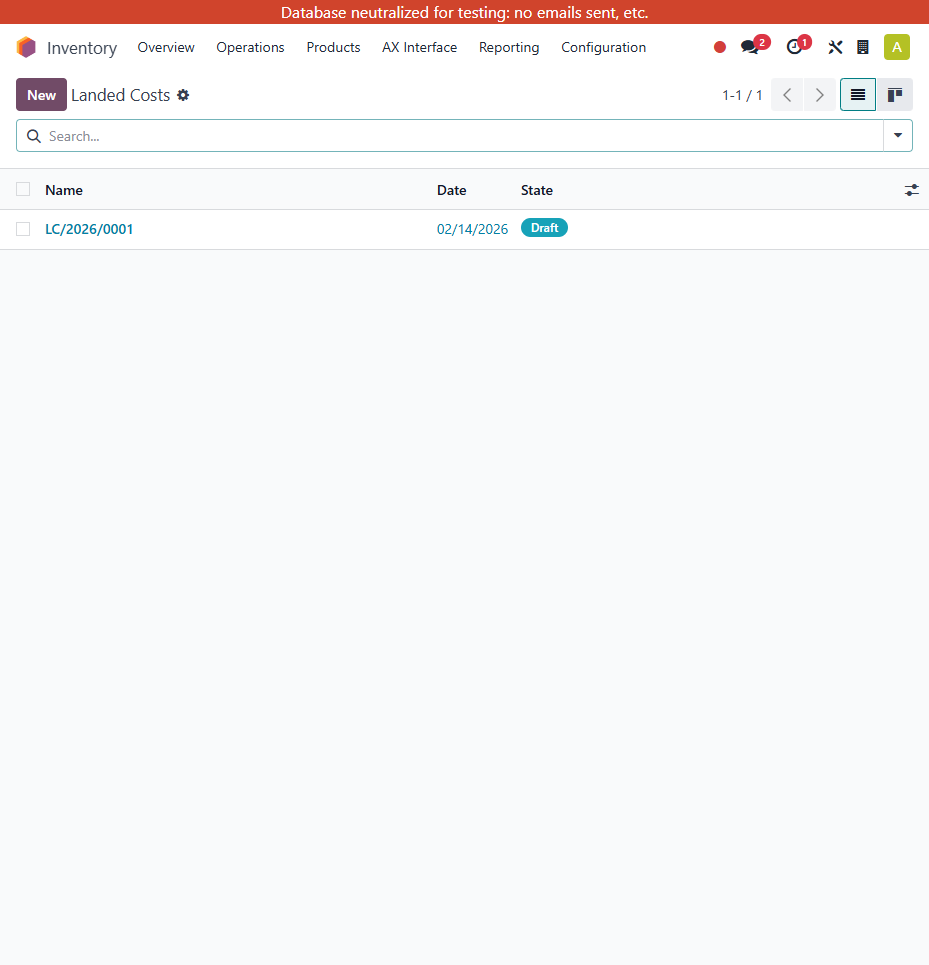 Database neutralized for testing: no emails sent, etc.
Inventory Overview Operations Products AX Interface Reporting Configuration 2 1 A
New Landed Costs 1-1 / 1
Search...
Name Date State
LC/2026/0001 02/14/2026 Draft